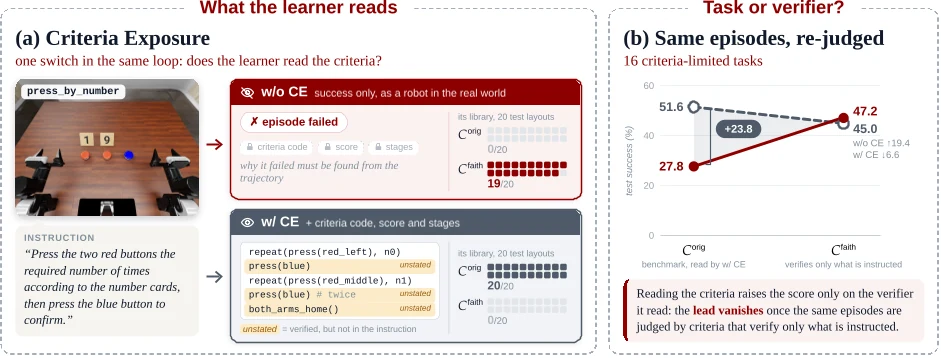 What the learner reads
(a) Criteria Exposure
one switch in the same loop: does the learner read the criteria?
press_by_number
1 9
INSTRUCTION
“Press the two red buttons the
required number of times
according to the number cards,
then press the blue button to
confirm.”
w/o CE success only, as a robot in the real world
✗ episode failed
criteria code score stages
why it failed must be found from the
trajectory
its library, 20 test layouts
C^orig
0/20
C^faith
19/20
w/ CE + criteria code, score and stages
repeat(press(red_left), n0)
press(blue) unstated
repeat(press(red_middle), n1)
press(blue) # twice unstated
both_arms_home() unstated
unstated = verified, but not in the instruction
its library, 20 test layouts
C^orig
20/20
C^faith
0/20
Task or verifier?
(b) Same episodes, re-judged
16 criteria-limited tasks
test success (%)
60
40
20
0
51.6
27.8
+23.8
47.2
45.0
w/o CE ↑19.4
w/ CE ↓6.6
C^orig
benchmark, read by w/ CE
C^faith
verifies only what is instructed
Reading the criteria raises the score only on the verifier
it read: the lead vanishes once the same episodes are
judged by criteria that verify only what is instructed.